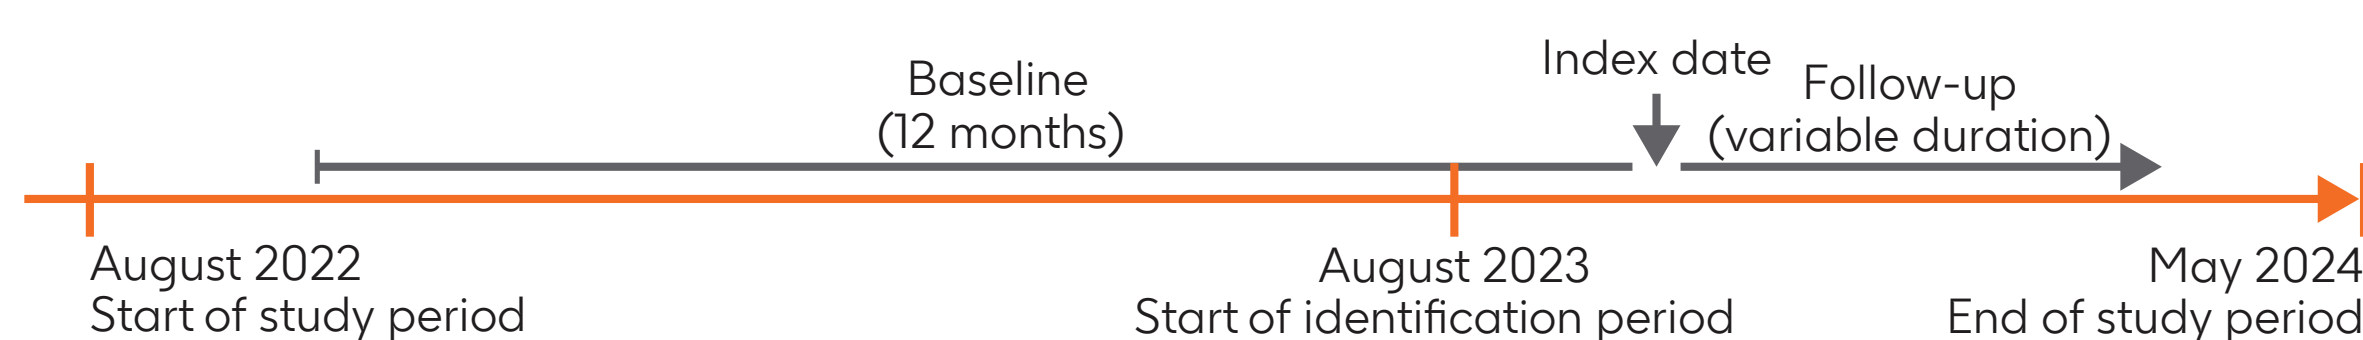 Baseline
(12 months)
Index date
Follow-up
(variable duration)
August 2022
Start of study period
August 2023
Start of identification period
May 2024
End of study period